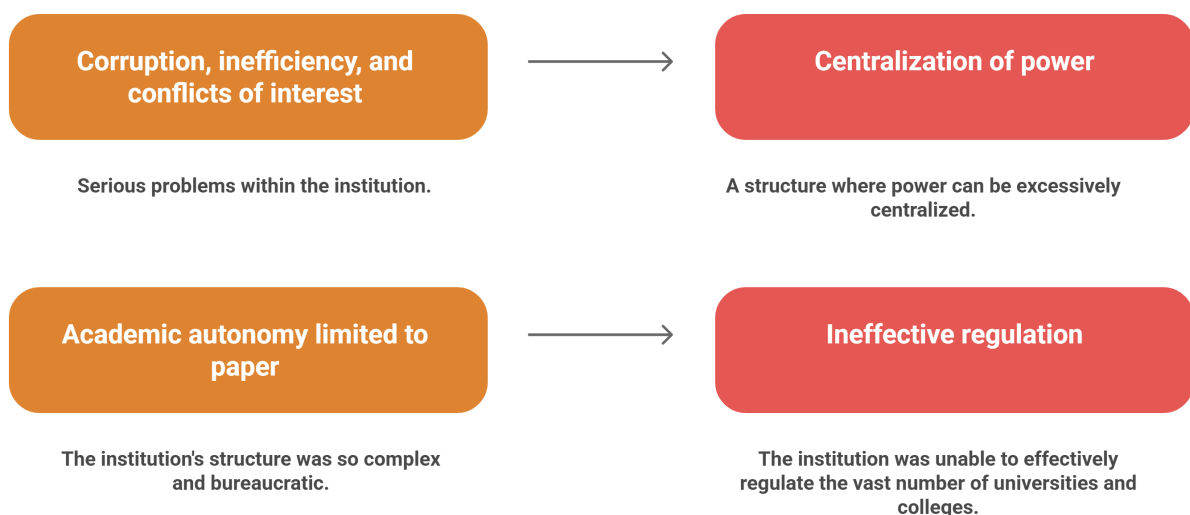 Corruption, inefficiency, and
conflicts of interest
Centralization of power
Serious problems within the institution.
A structure where power can be excessively
centralized.
Academic autonomy limited to
paper
Ineffective regulation
The institution's structure was so complex
and bureaucratic.
The institution was unable to effectively
regulate the vast number of universities and
colleges.